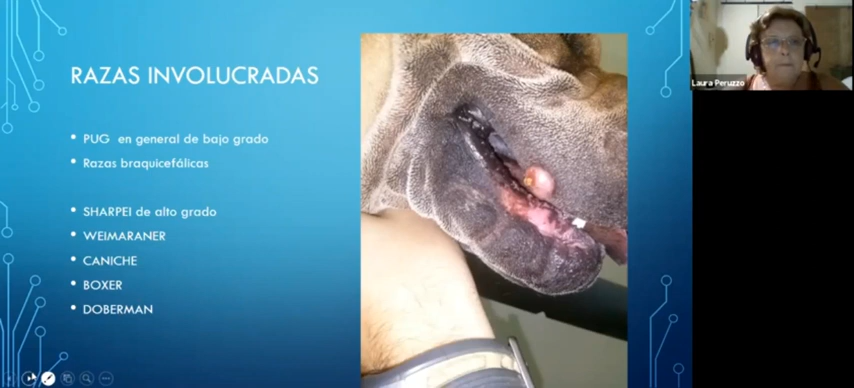 RAZAS INVOLUCRADAS
PUG en general de bajo grado
Razas braquicefálicas
SHARPEI de alto grado
WEIMARANER
CANICHE
BOXER
DOBERMAN
Laura Peruzzo